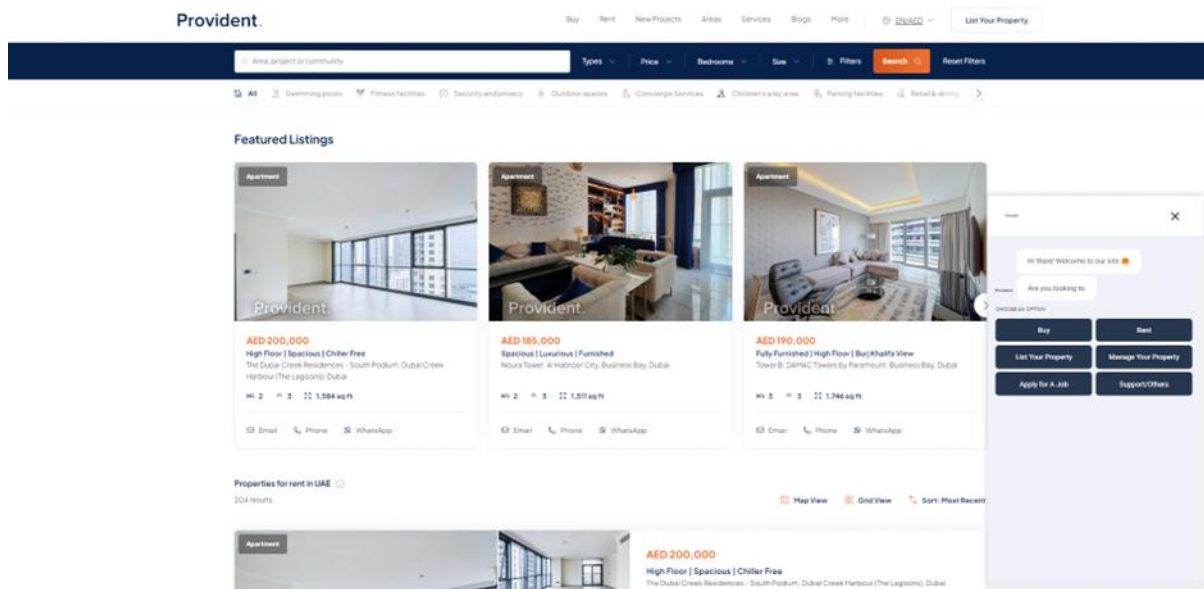 Provident.
Buy Rent New Projects Areas Services Blogs More EN/AED List Your Property
Area, project or community
Types Price Bedrooms Size Filters Search Reset Filters
All Swimming pools Fitness facilities Security and privacy Outdoor spaces Concierge Services Children's play area Parking facilities Retail & dining
Featured Listings
Apartment
Provident.
AED 200,000
High Floor | Spacious | Chiller Free
The Dubai Creek Residences - South Podium, Dubai Creek
Harbour (The Lagoons), Dubai
2 3 1,584 sq ft
Email Phone WhatsApp
Apartment
Provident.
AED 185,000
Spacious | Luxurious | Furnished
Noura Tower, Al Habtoor City, Business Bay, Dubai
2 3 1,511 sq ft
Email Phone WhatsApp
Apartment
Provident.
AED 190,000
Fully Furnished | High Floor | Burj Khalifa View
Tower B, DAMAC Towers by Paramount, Business Bay, Dubai
3 3 1,746 sq ft
Email Phone WhatsApp
Hi there! Welcome to our site
Are you looking to:
CHOOSE AN OPTION
Buy Rent
List Your Property Manage Your Property
Apply for A Job Support/Others
Properties for rent in UAE
204 results
Map View Grid View Sort: Most Recent
Apartment
AED 200,000
High Floor | Spacious | Chiller Free
The Dubai Creek Residences - South Podium, Dubai Creek Harbour (The Lagoons), Dubai